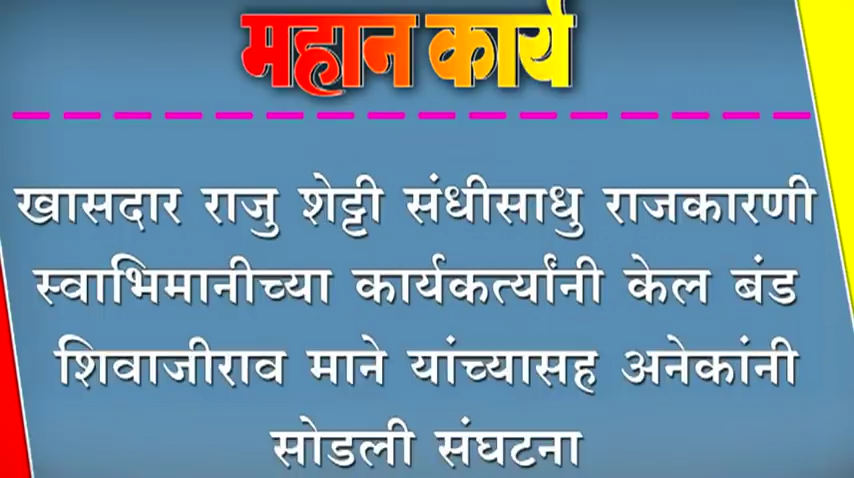 महान कार्य
खासदार राजु शेट्टी संधीसाधु राजकारणी
स्वाभिमानीच्या कार्यकर्त्यांनी केल बंड
शिवाजीराव माने यांच्यासह अनेकांनी
सोडली संघटना